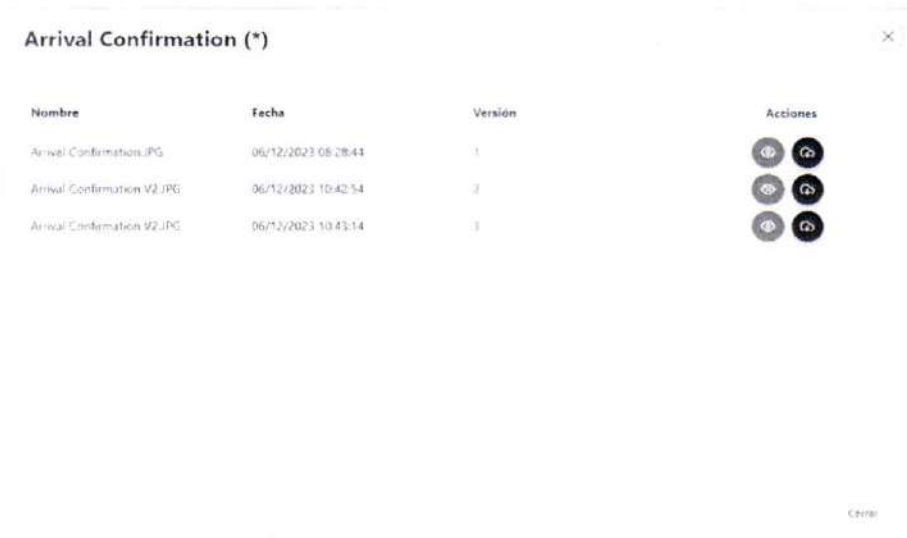 Arrival Confirmation (*)
Nombre Fecha Versión Acciones
Arrival Confirmation.JPG 06/12/2023 08:28:44 1
Arrival Confirmation V2.JPG 06/12/2023 10:42:54 2
Arrival Confirmation V2.JPG 06/12/2023 10:43:14 3
Cerrar